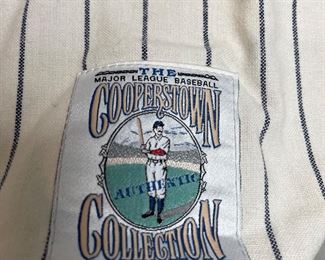 THE
MAJOR LEAGUE BASEBALL
COOPERSTOWN
AUTHENTIC
COLLECTION